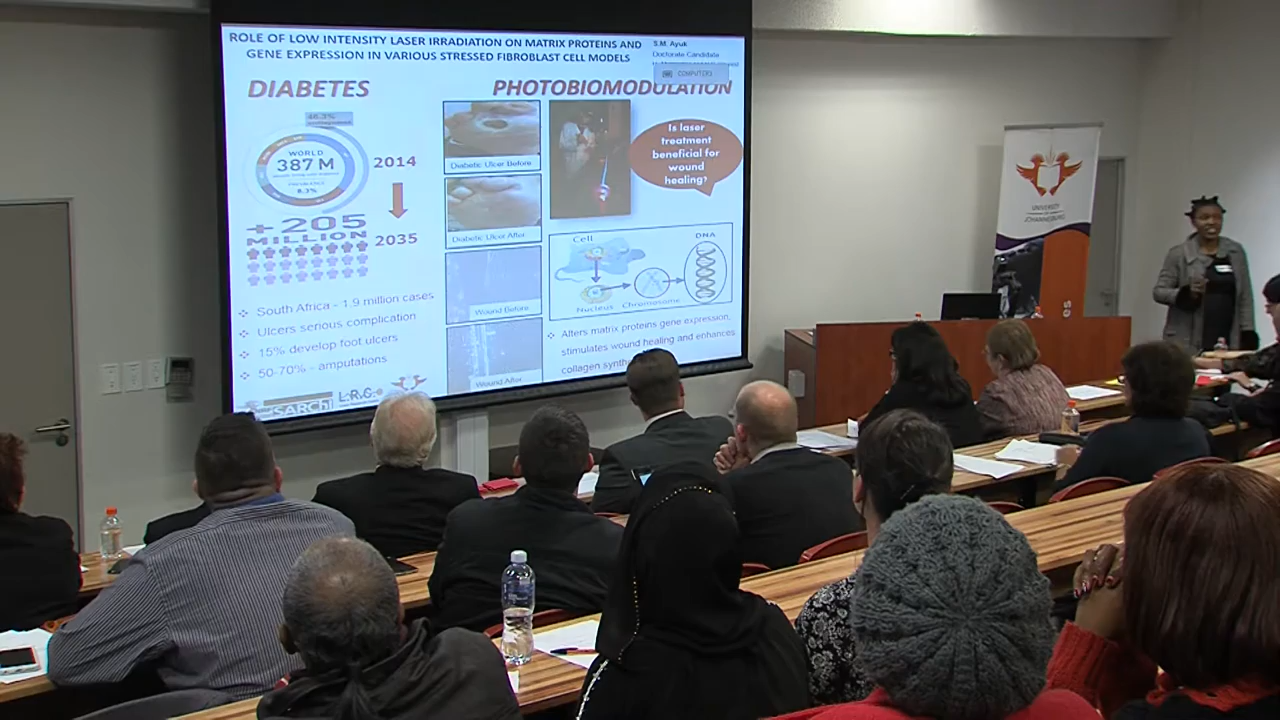 ROLE OF LOW INTENSITY LASER IRRADIATION ON MATRIX PROTEINS AND
GENE EXPRESSION IN VARIOUS STRESSED FIBROBLAST CELL MODELS
S.M. Ayuk
Doctorate Candidate
COMPUTER1
DIABETES
PHOTOBIOMODULATION
46.3%
WORLD
387 M
PREVALENCE
8.3%
2014
+205
MILLION
2035
Diabetic Ulcer Before
Diabetic Ulcer After
Wound Before
Wound After
Is laser
treatment
beneficial for
wound
healing?
Cell
DNA
Nucleus
Chromosome
South Africa - 1.9 million cases
Ulcers serious complication
15% develop foot ulcers
50-70% - amputations
Alters matrix proteins gene expression,
stimulates wound healing and enhances
collagen
SARChI
L.R.C.
UNIVERSITY
JOHANNESBURG